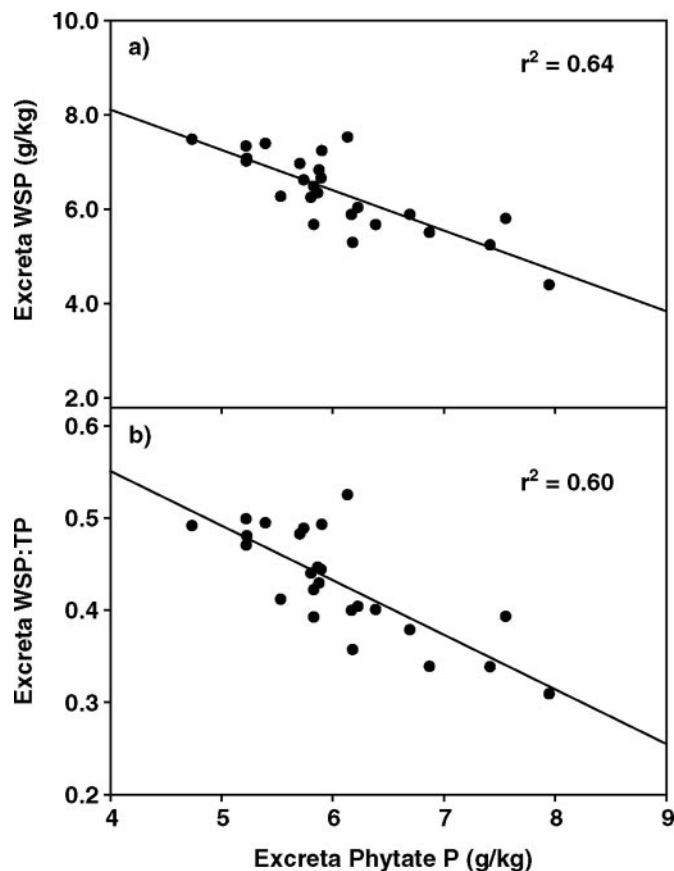 10.0
a)
r² = 0.64
8.0
6.0
4.0
2.0
Excreta WSP (g/kg)
0.6
b)
r² = 0.60
0.5
0.4
0.3
0.2
Excreta WSP:TP
4 5 6 7 8 9
Excreta Phytate P (g/kg)